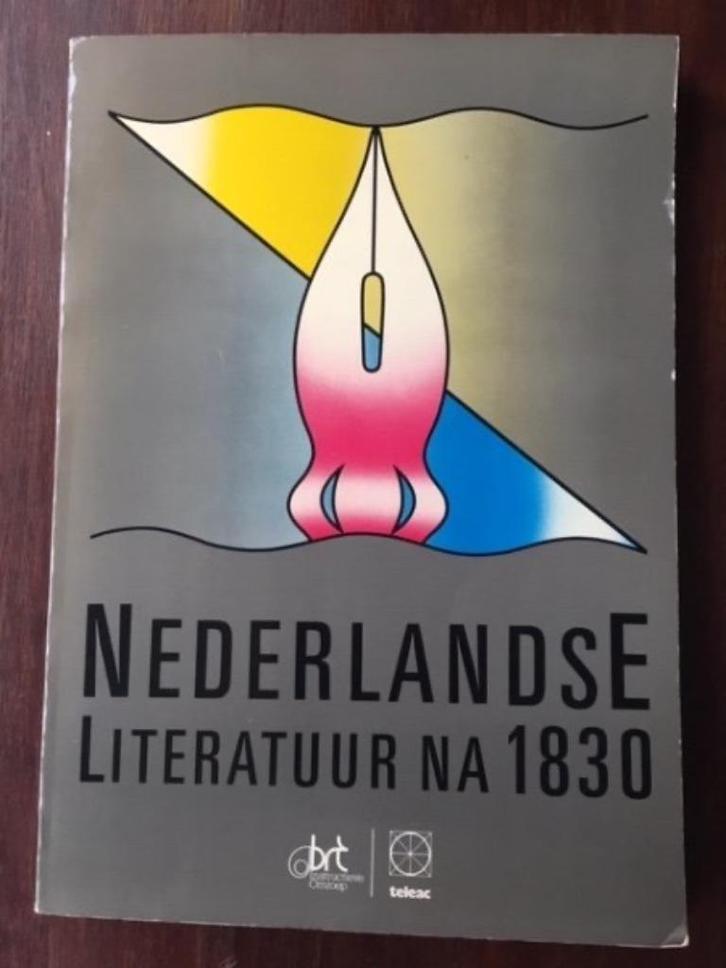 NEDERLANDSE
LITERATUUR NA 1830
brt
Instructieve
Omroep
teleac